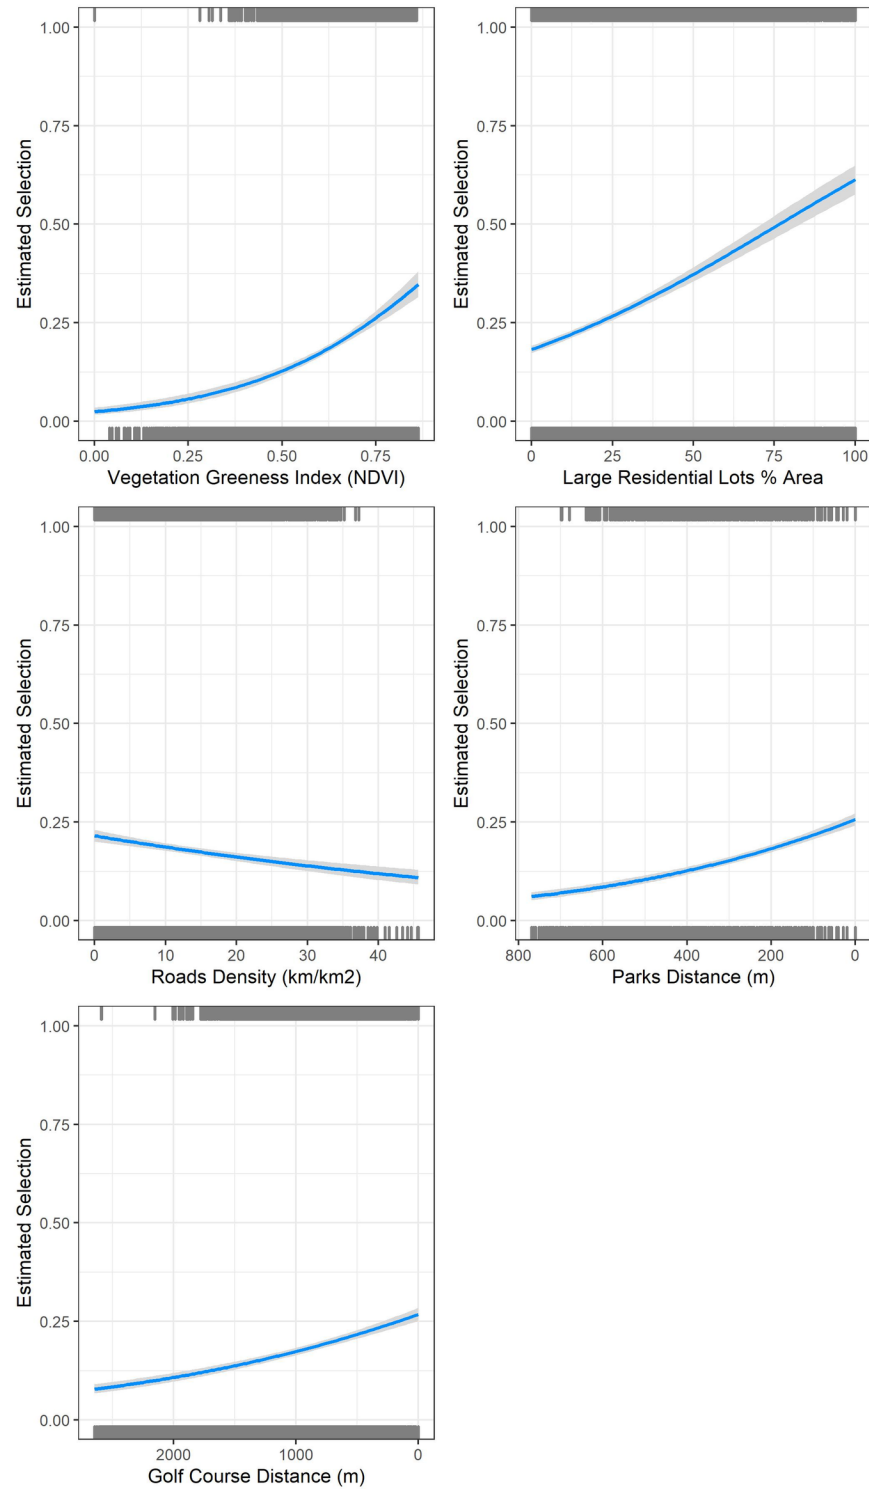 1.00
0.75
0.50
0.25
0.00
Estimated Selection
0.00 0.25 0.50 0.75
Vegetation Greeness Index (NDVI)
1.00
0.75
0.50
0.25
0.00
Estimated Selection
0 25 50 75 100
Large Residential Lots % Area
1.00
0.75
0.50
0.25
0.00
Estimated Selection
0 10 20 30 40
Roads Density (km/km2)
1.00
0.75
0.50
0.25
0.00
Estimated Selection
800 600 400 200 0
Parks Distance (m)
1.00
0.75
0.50
0.25
0.00
Estimated Selection
2000 1000 0
Golf Course Distance (m)